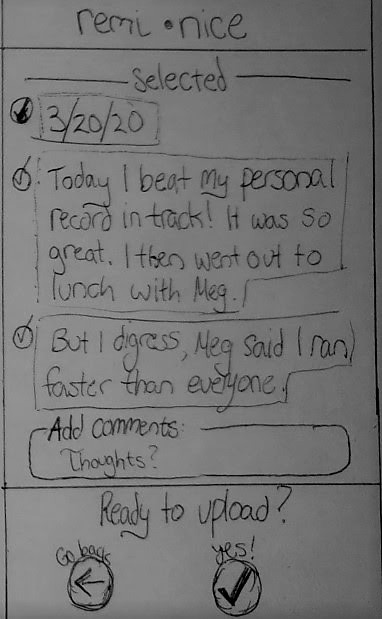 remi • nice
Selected
3/20/20
Today I beat my personal
record in track! It was so
great. I then went out to
lunch with Meg.
But I digress, Meg said I ran
faster than everyone.
Add comments:
Thoughts?
Ready to upload?
Go back
yes!